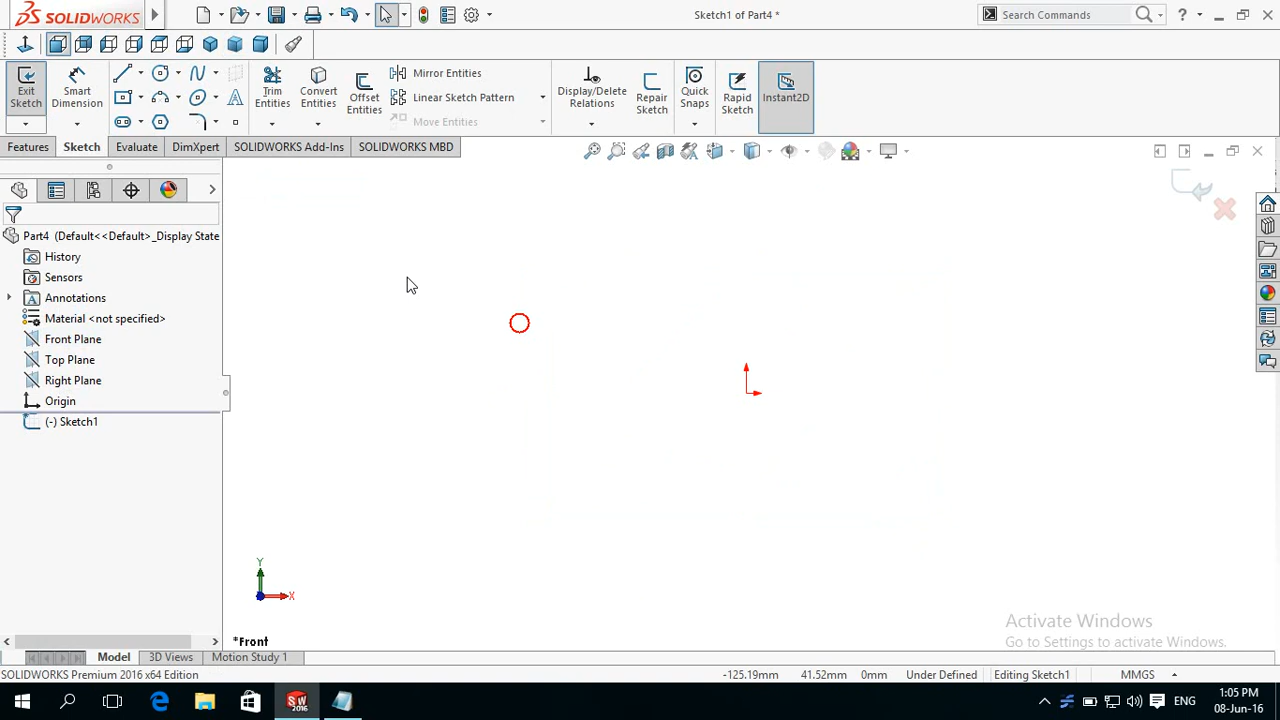 SOLIDWORKS
Sketch1 of Part4 *
Search Commands
?
Exit Sketch
Smart Dimension
Trim Entities
Convert Entities
Offset Entities
Mirror Entities
Linear Sketch Pattern
Move Entities
Display/Delete Relations
Repair Sketch
Quick Snaps
Rapid Sketch
Instant2D
Features
Sketch
Evaluate
DimXpert
SOLIDWORKS Add-Ins
SOLIDWORKS MBD
Part4 (Default<<Default>_Display State
History
Sensors
Annotations
Material <not specified>
Front Plane
Top Plane
Right Plane
Origin
(-) Sketch1
Y
X
*Front
Activate Windows
Go to Settings to activate Windows.
Model
3D Views
Motion Study 1
SOLIDWORKS Premium 2016 x64 Edition
-125.19mm
41.52mm
0mm
Under Defined
Editing Sketch1
MMGS
SW
2016
ENG
1:05 PM
08-Jun-16